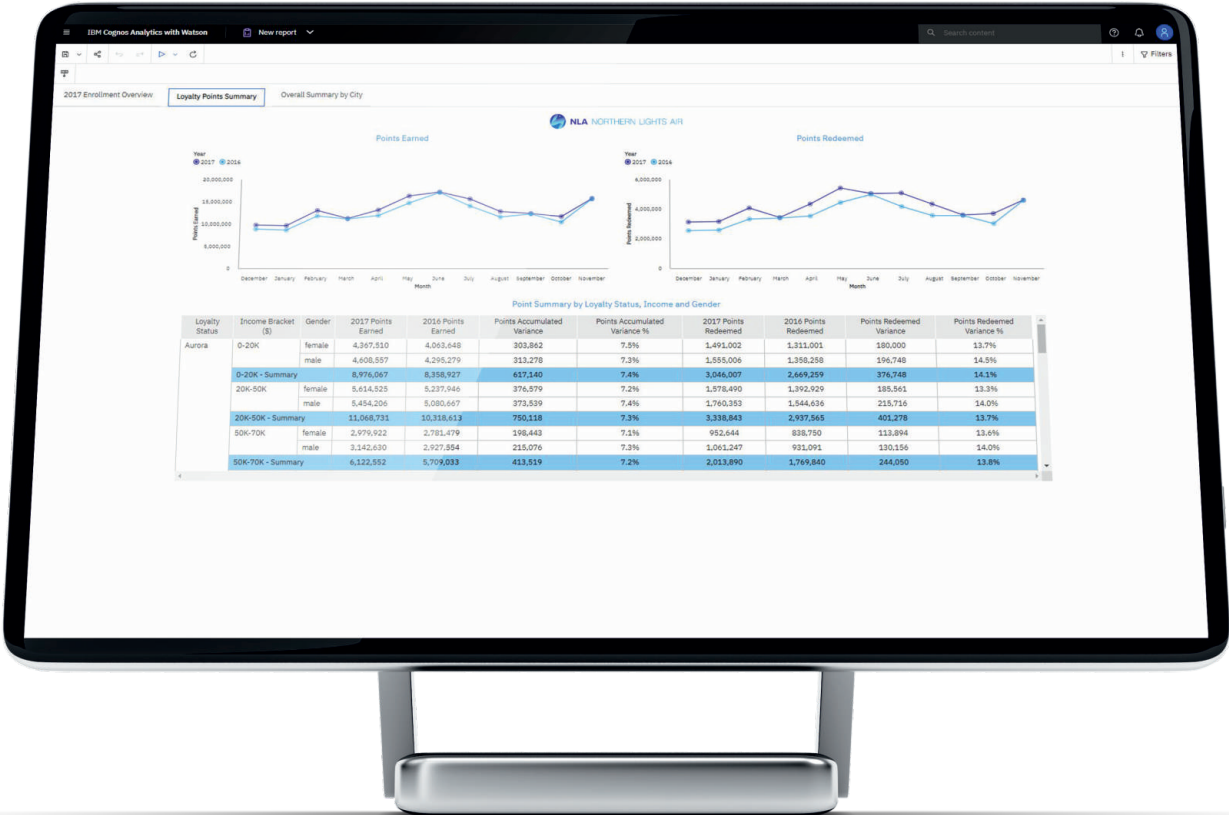 IBM Cognos Analytics with Watson New report Search content
Filters
2017 Enrollment Overview Loyalty Points Summary Overall Summary by City
NLA NORTHERN LIGHTS AIR
Points Earned
Year
2017 2016
20,000,000
15,000,000
10,000,000
5,000,000
0
Points Earned
December January February March April May June July August September October November
Month
Points Redeemed
Year
2017 2016
6,000,000
4,000,000
2,000,000
0
Points Redeemed
December January February March April May June July August September October November
Month
Point Summary by Loyalty Status, Income and Gender
Loyalty Status Income Bracket ($) Gender 2017 Points Earned 2016 Points Earned Points Accumulated Variance Points Accumulated Variance % 2017 Points Redeemed 2016 Points Redeemed Points Redeemed Variance Points Redeemed Variance %
Aurora 0-20K female 4,367,510 4,063,648 303,862 7.5% 1,491,002 1,311,001 180,000 13.7%
male 4,608,557 4,295,279 313,278 7.3% 1,555,006 1,358,258 196,748 14.5%
0-20K - Summary 8,976,067 8,358,927 617,140 7.4% 3,046,007 2,669,259 376,748 14.1%
20K-50K female 5,614,525 5,237,946 376,579 7.2% 1,578,490 1,392,929 185,561 13.3%
male 5,454,206 5,080,667 373,539 7.4% 1,760,353 1,544,636 215,716 14.0%
20K-50K - Summary 11,068,731 10,318,613 750,118 7.3% 3,338,843 2,937,565 401,278 13.7%
50K-70K female 2,979,922 2,781,479 198,443 7.1% 952,644 838,750 113,894 13.6%
male 3,142,630 2,927,554 215,076 7.3% 1,061,247 931,091 130,156 14.0%
50K-70K - Summary 6,122,552 5,709,033 413,519 7.2% 2,013,890 1,769,840 244,050 13.8%